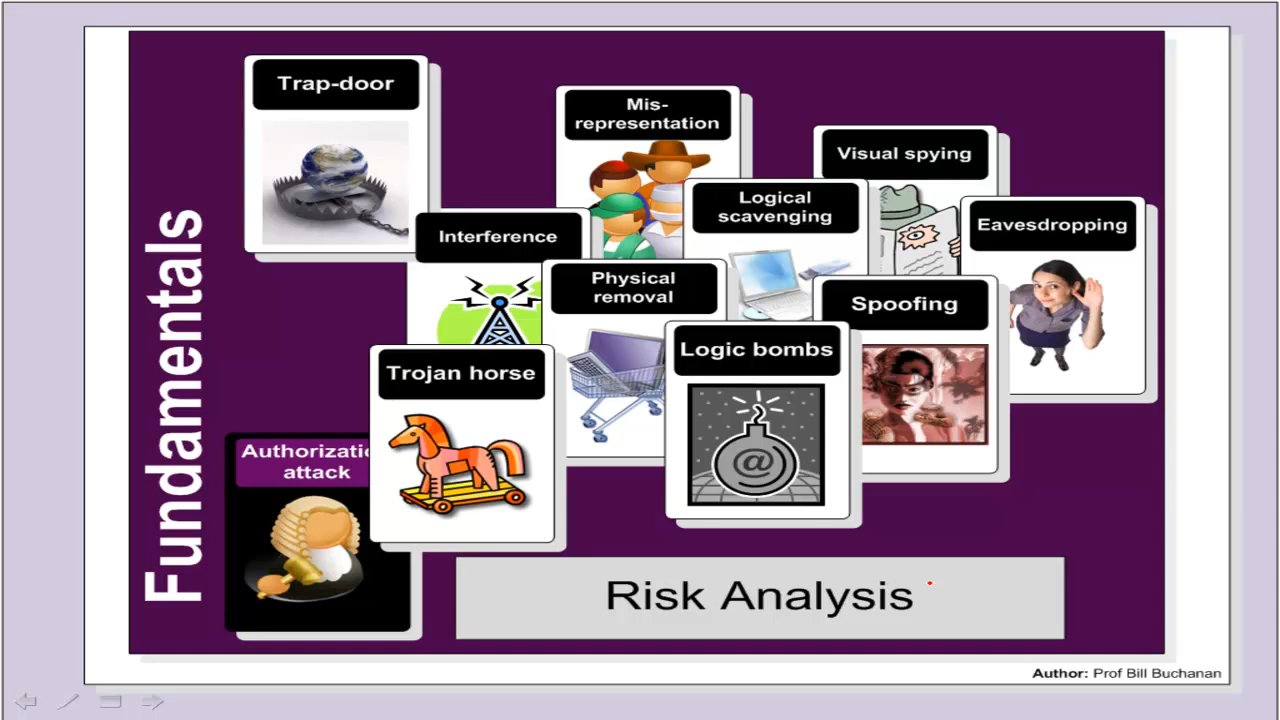 Fundamentals
Trap-door
Mis-
representation
Visual spying
Logical
scavenging
Eavesdropping
Interference
Physical
removal
Spoofing
Logic bombs
Trojan horse
attack
@
Risk Analysis
Author: Prof Bill Buchanan